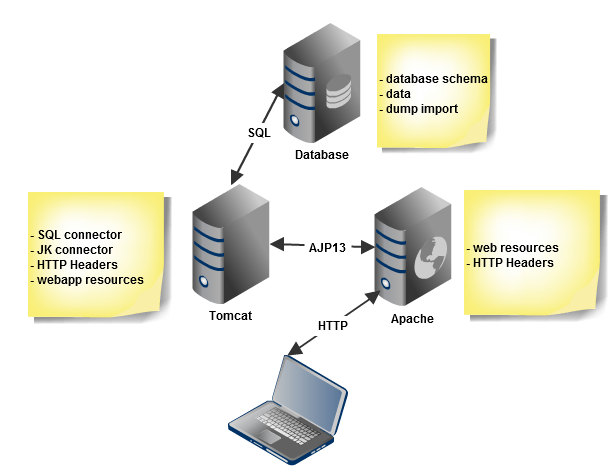 - database schema
- data
- dump import
SQL
Database
- SQL connector
- JK connector
- HTTP Headers
- webapp resources
AJP13
- web resources
- HTTP Headers
Tomcat
Apache
HTTP